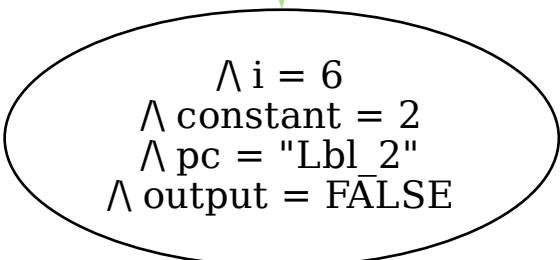 /\ i = 6
/\ constant = 2
/\ pc = "Lbl_2"
/\ output = FALSE